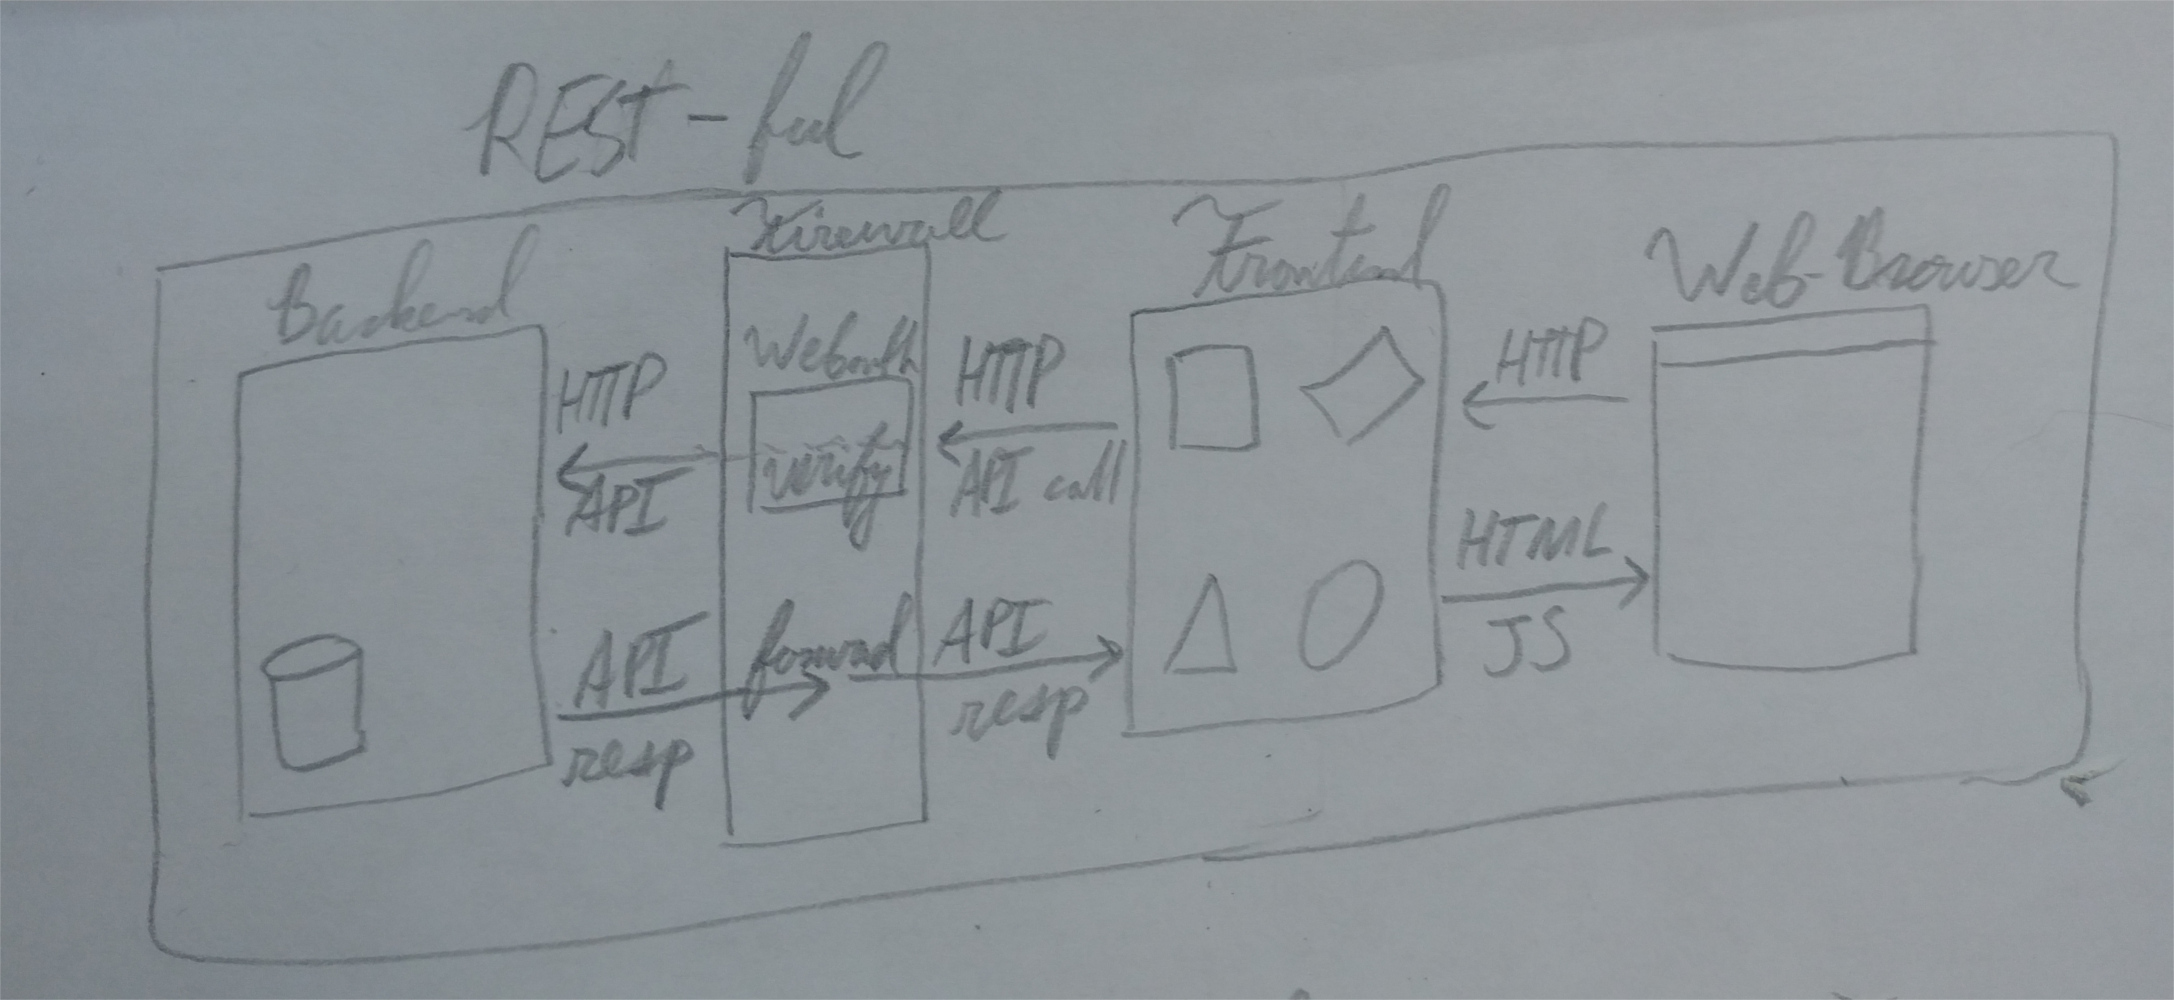 REST-ful
Backend
Firewall
Frontend
Web-Browser
HTTP
API
Webauth
verify
HTTP
API call
HTTP
API
resp
forward
API
resp
HTML
JS